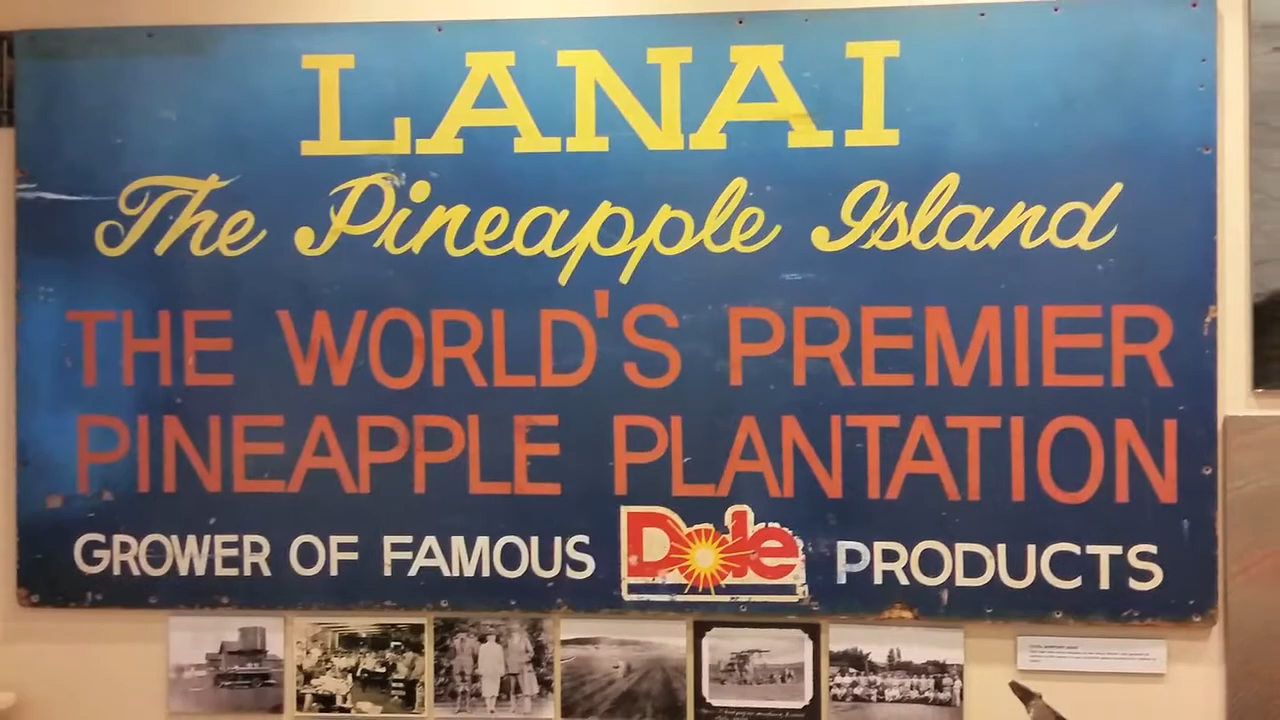 LANAI
The Pineapple Island
THE WORLD'S PREMIER
PINEAPPLE PLANTATION
GROWER OF FAMOUS Dole PRODUCTS